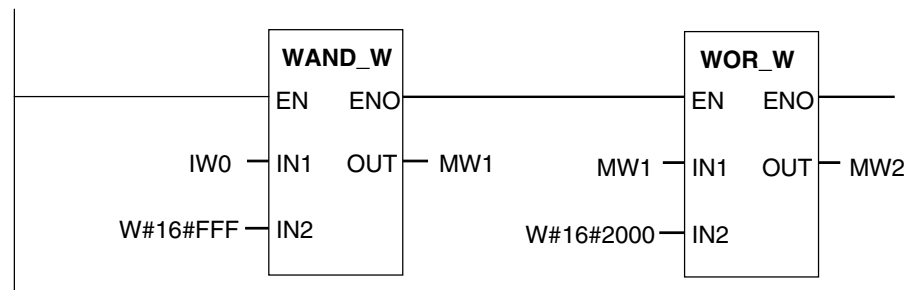 WAND_W
EN ENO
IW0 IN1 OUT MW1
W#16#FFF IN2
WOR_W
EN ENO
MW1 IN1 OUT MW2
W#16#2000 IN2